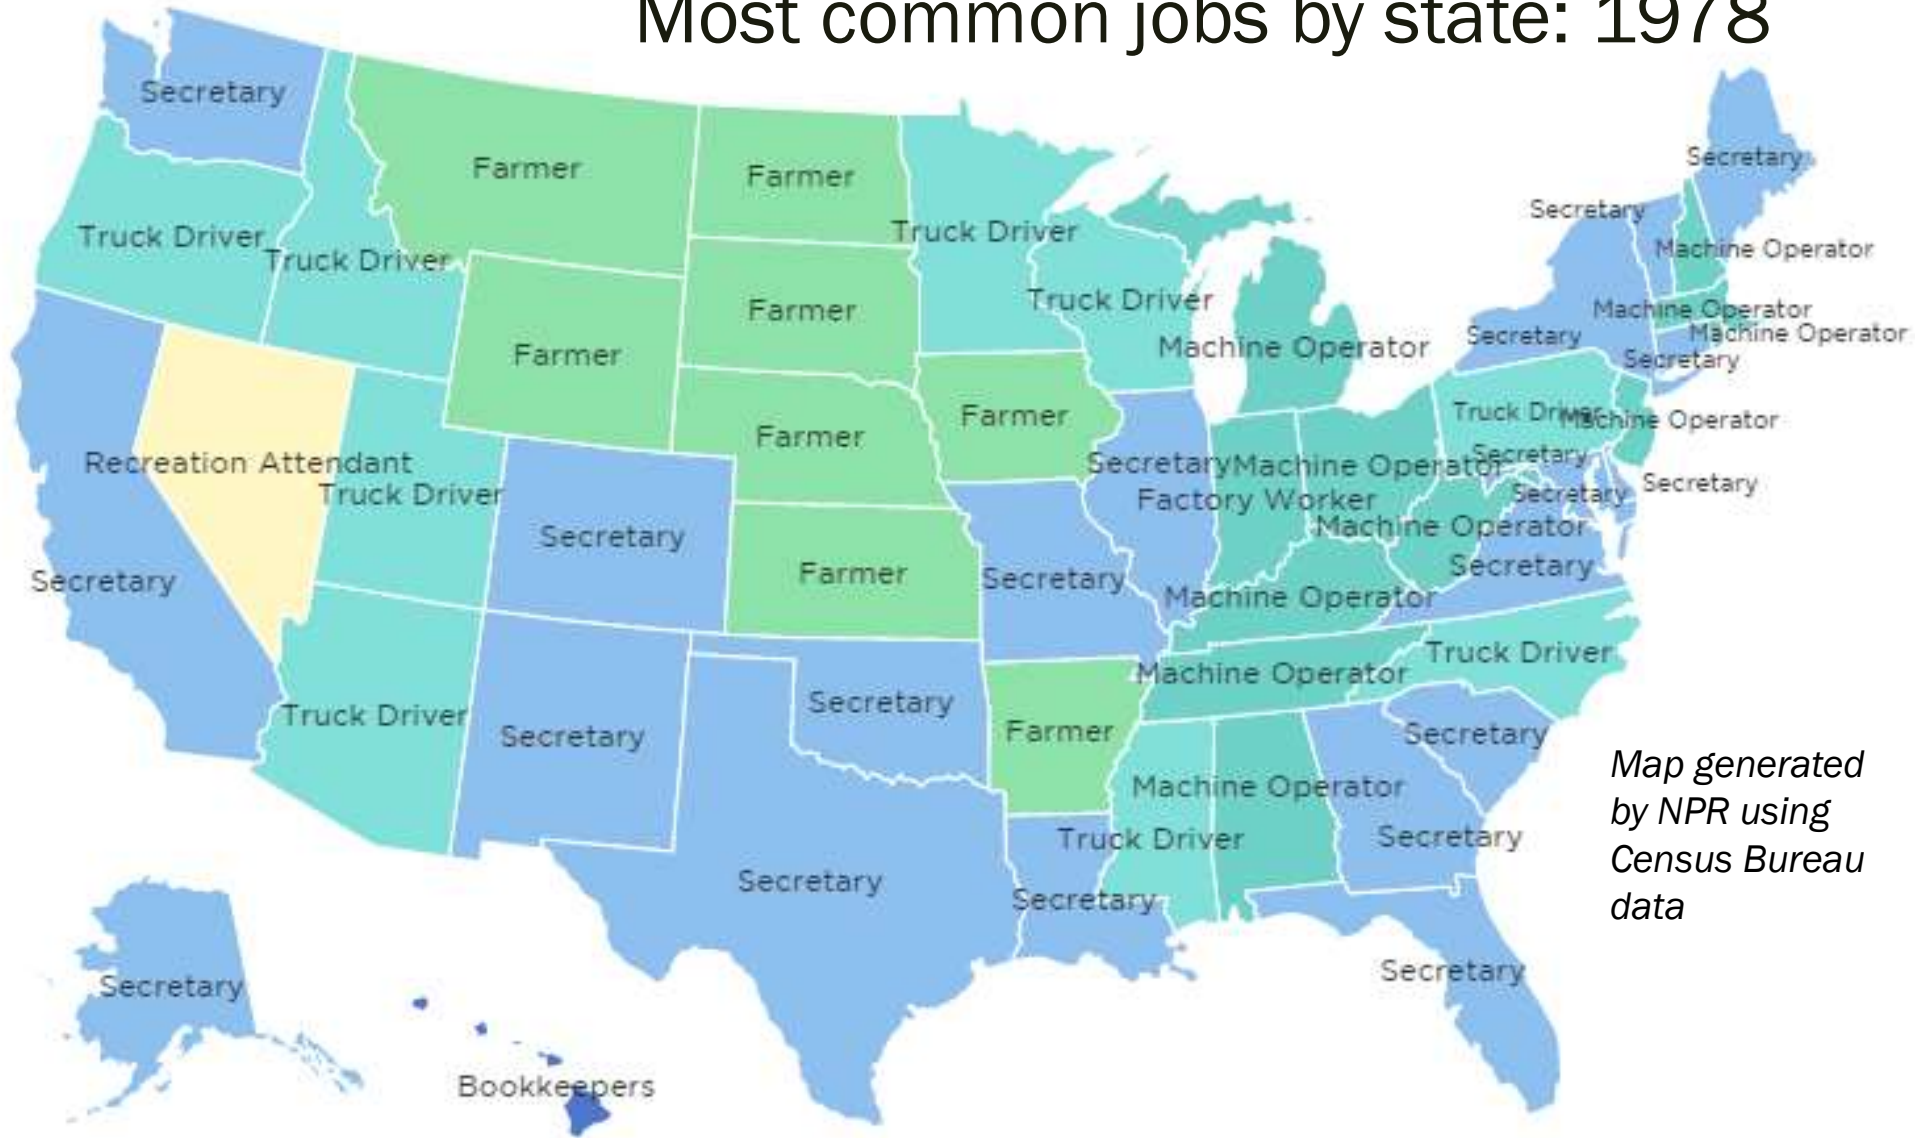 Most common jobs by state: 1978
Secretary
Secretary
Farmer
Farmer
Secretary
Truck Driver
Truck Driver
Truck Driver
Machine Operator
Truck Driver
Farmer
Machine Operator
Machine Operator
Secretary
Secretary
Machine Operator
Farmer
Farmer
Truck Driver
Machine Operator
Farmer
Recreation Attendant
Secretary
Machine Operator
Secretary
Secretary
Truck Driver
Secretary
Factory Worker
Machine Operator
Secretary
Secretary
Farmer
Secretary
Secretary
Machine Operator
Truck Driver
Machine Operator
Secretary
Farmer
Truck Driver
Secretary
Secretary
Map generated
by NPR using
Census Bureau
data
Machine Operator
Truck Driver
Secretary
Secretary
Secretary
Secretary
Secretary
Bookkeepers